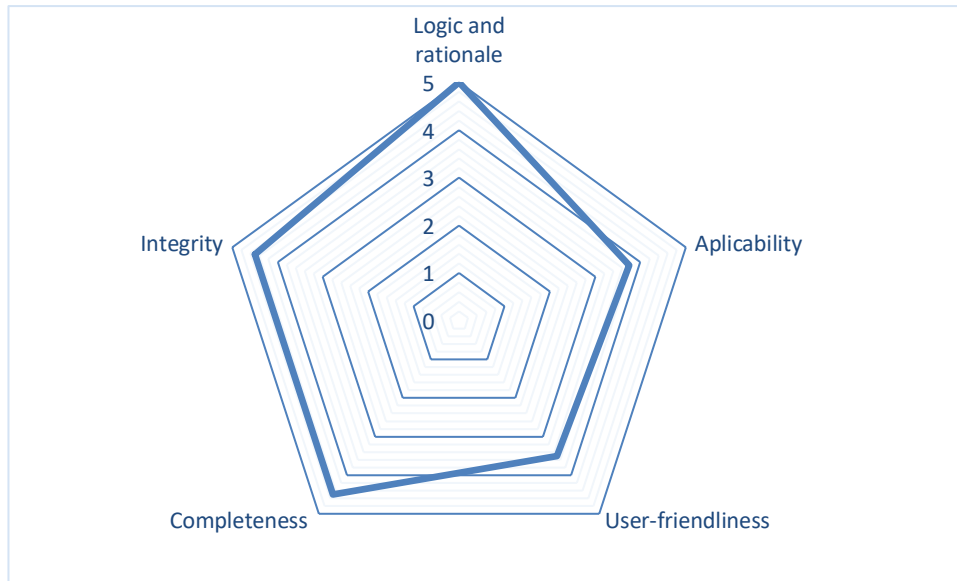 Logic and
rationale
5
4
3
2
1
0
Integrity
Aplicability
Completeness
User-friendliness